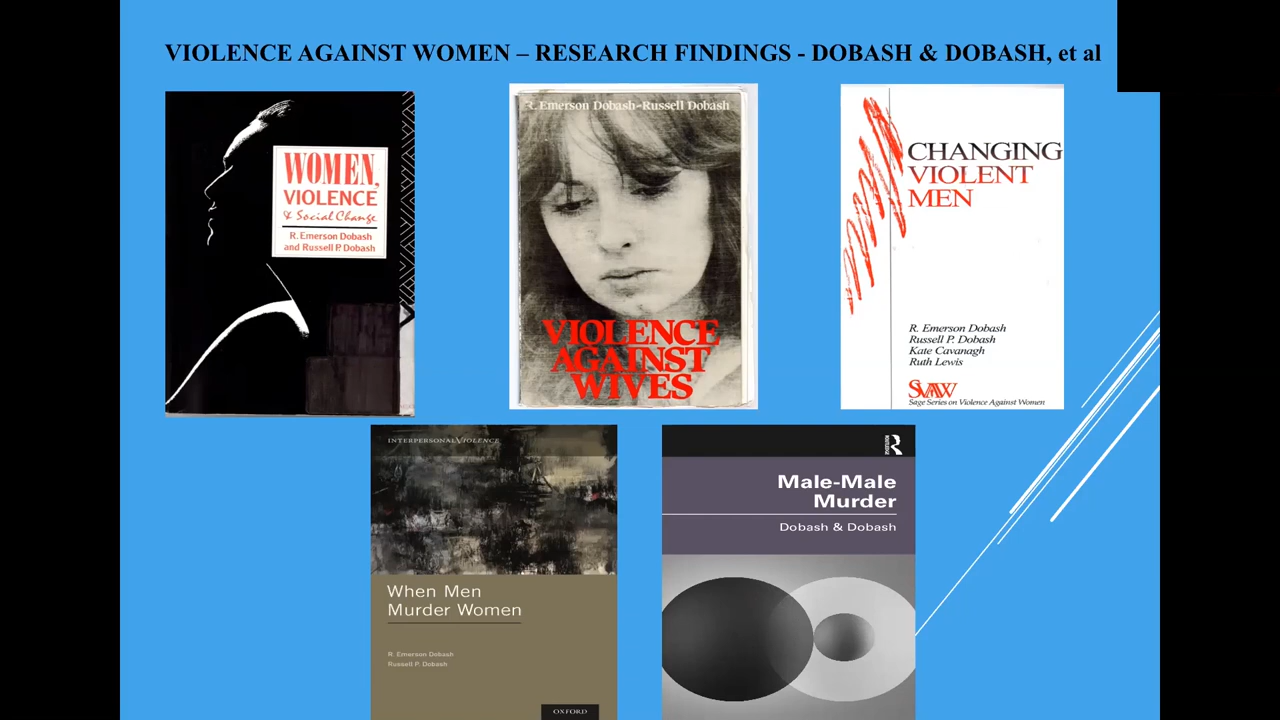 VIOLENCE AGAINST WOMEN – RESEARCH FINDINGS - DOBASH & DOBASH, et al
WOMEN,
VIOLENCE
& Social Change
R. Emerson Dobash
and Russell P. Dobash
R. Emerson Dobash-Russell Dobash
VIOLENCE
AGAINST
WIVES
CHANGING
VIOLENT
MEN
R. Emerson Dobash
Russell P. Dobash
Kate Cavanagh
Ruth Lewis
SVAW
Sage Series on Violence Against Women
INTERPERSONAL VIOLENCE
When Men
Murder Women
R. Emerson Dobash
Russell P. Dobash
OXFORD
ROUTLEDGE
Male-Male
Murder
Dobash & Dobash